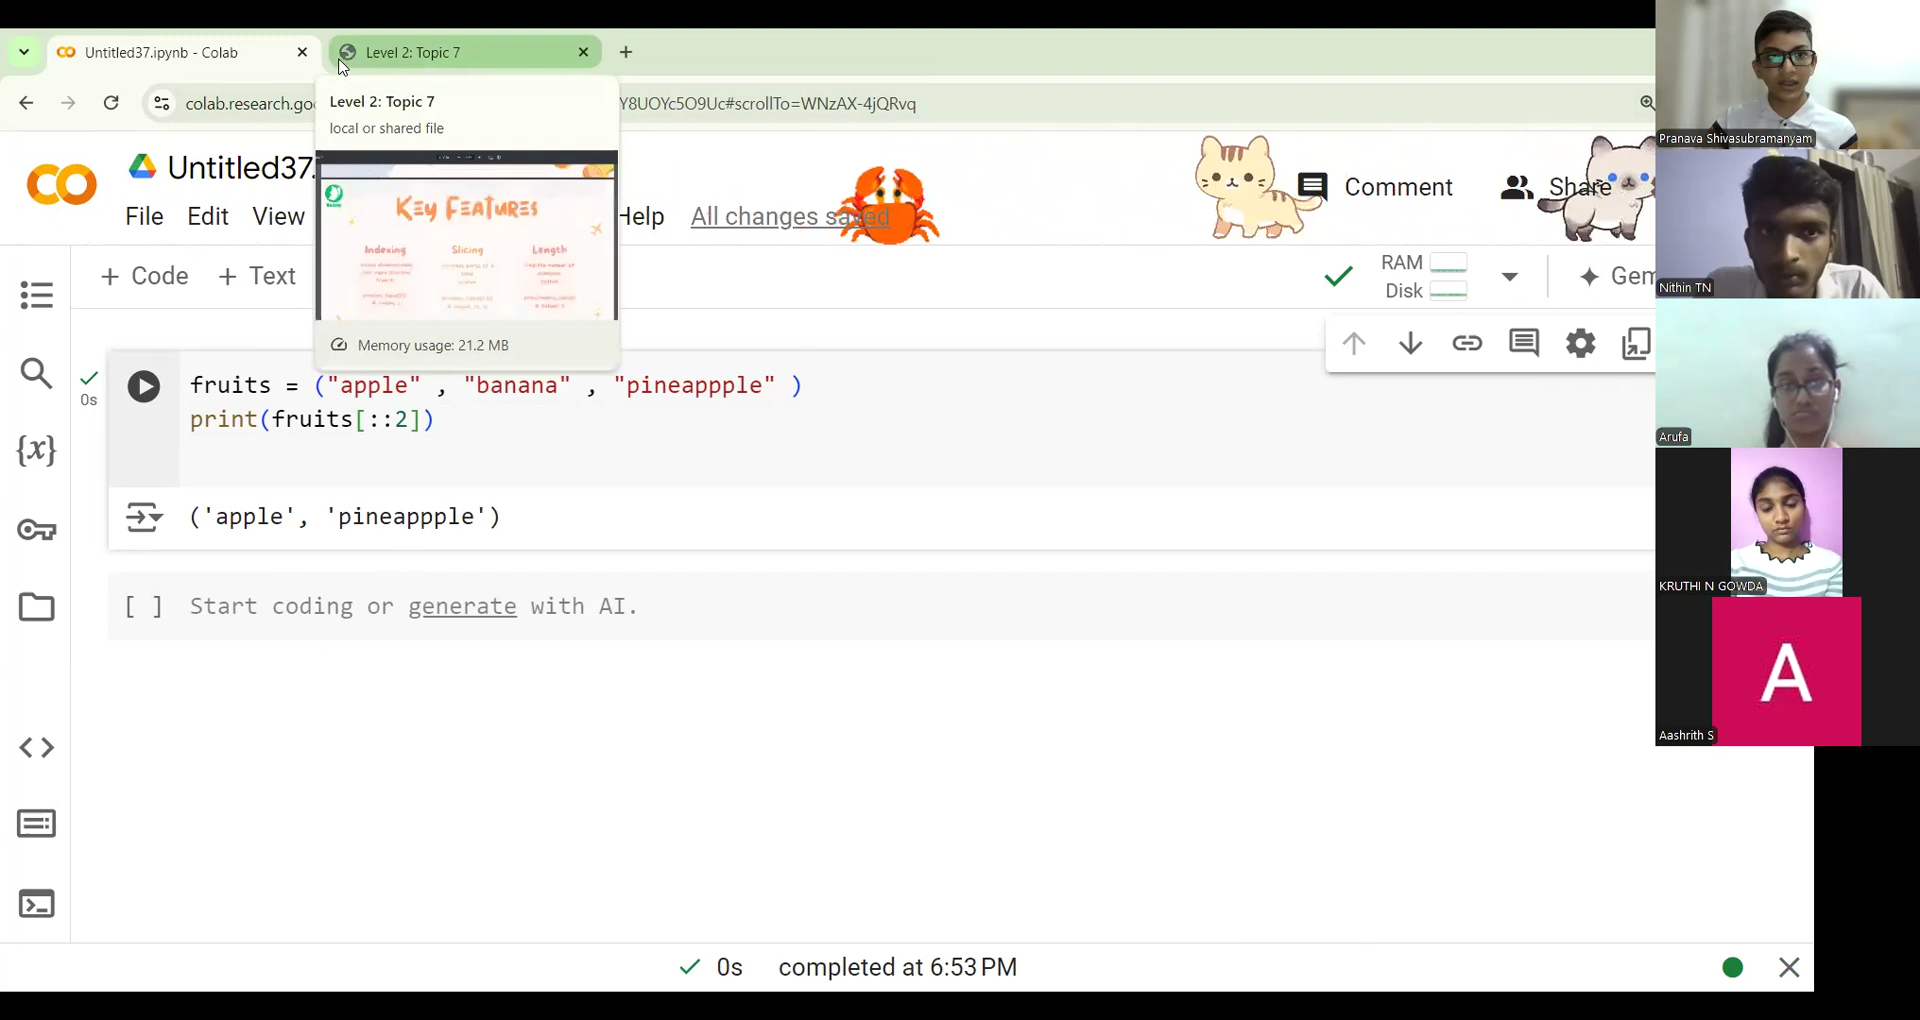 Untitled37.ipynb - Colab
Level 2: Topic 7
colab.research.go
Y8UOYc5O9Uc#scrollTo=WNzAX-4jQRvq
Level 2: Topic 7
local or shared file
KEY FEATURES
Indexing
Slicing
Length
Memory usage: 21.2 MB
Untitled37.
File
Edit
View
Help
All changes saved
Comment
Share
+ Code
+ Text
RAM
Disk
Gem
fruits = ("apple" , "banana" , "pineappple" )
print(fruits[::2])
0s
('apple', 'pineappple')
[ ] Start coding or generate with AI.
0s completed at 6:53 PM
Pranava Shivasubramanyam
Nithin TN
Arufa
KRUTHI N GOWDA
A
Aashrith S